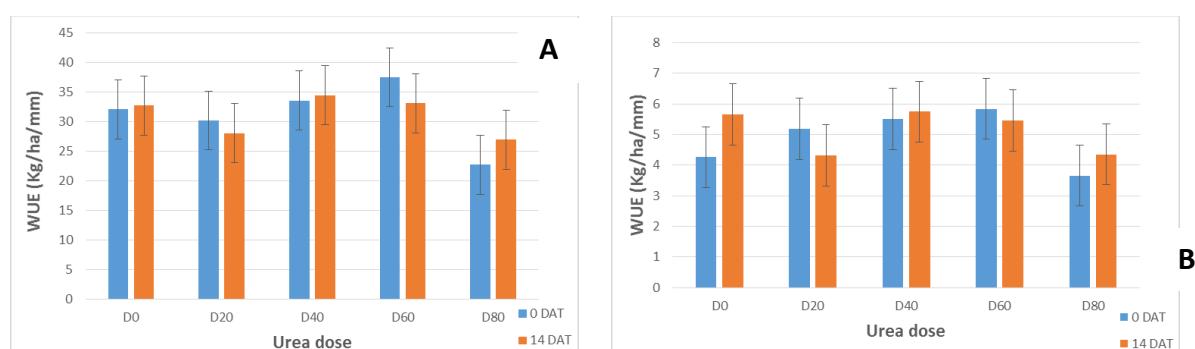 A
WUE (Kg/ha/mm)
45
40
35
30
25
20
15
10
5
0
D0 D20 D40 D60 D80
Urea dose
0 DAT
14 DAT
B
WUE (Kg/ha/mm)
8
7
6
5
4
3
2
1
0
D0 D20 D40 D60 D80
Urea dose
0 DAT
14 DAT